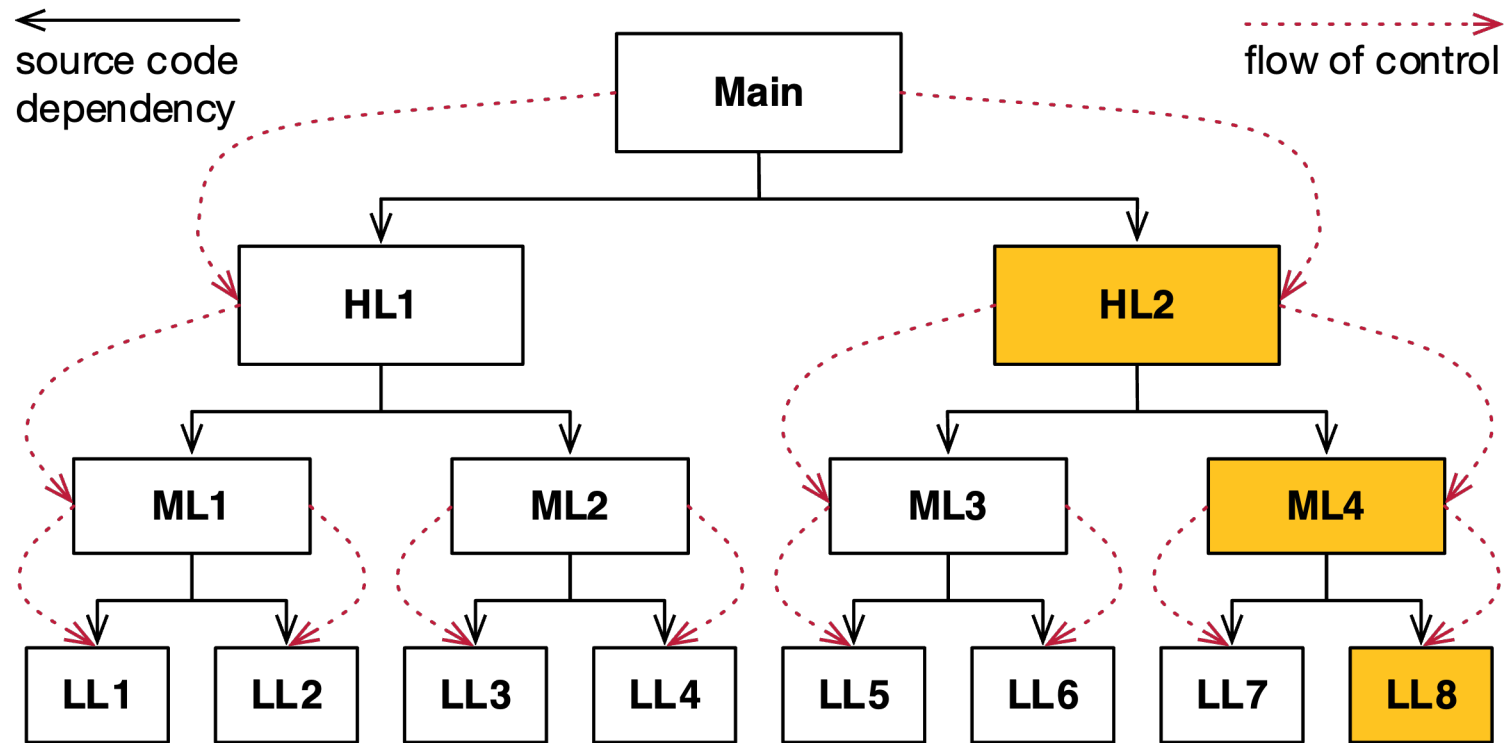 source code
dependency
flow of control
Main
HL1
HL2
ML1
ML2
ML3
ML4
LL1
LL2
LL3
LL4
LL5
LL6
LL7
LL8